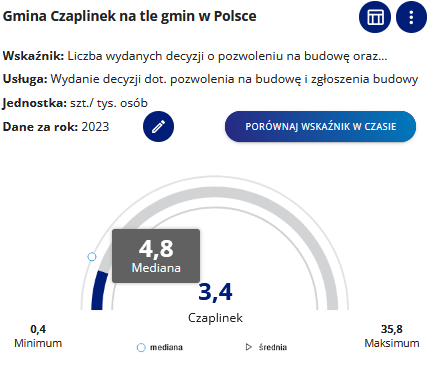 Gmina Czaplinek na tle gmin w Polsce
Wskaźnik: Liczba wydanych decyzji o pozwoleniu na budowę oraz...
Usługa: Wydanie decyzji dot. pozwolenia na budowę i zgłoszenia budowy
Jednostka: szt./ tys. osób
Dane za rok: 2023
PORÓWNAJ WSKAŹNIK W CZASIE
4,8
Mediana
3,4
Czaplinek
0,4
Minimum
35,8
Maksimum
mediana
średnia